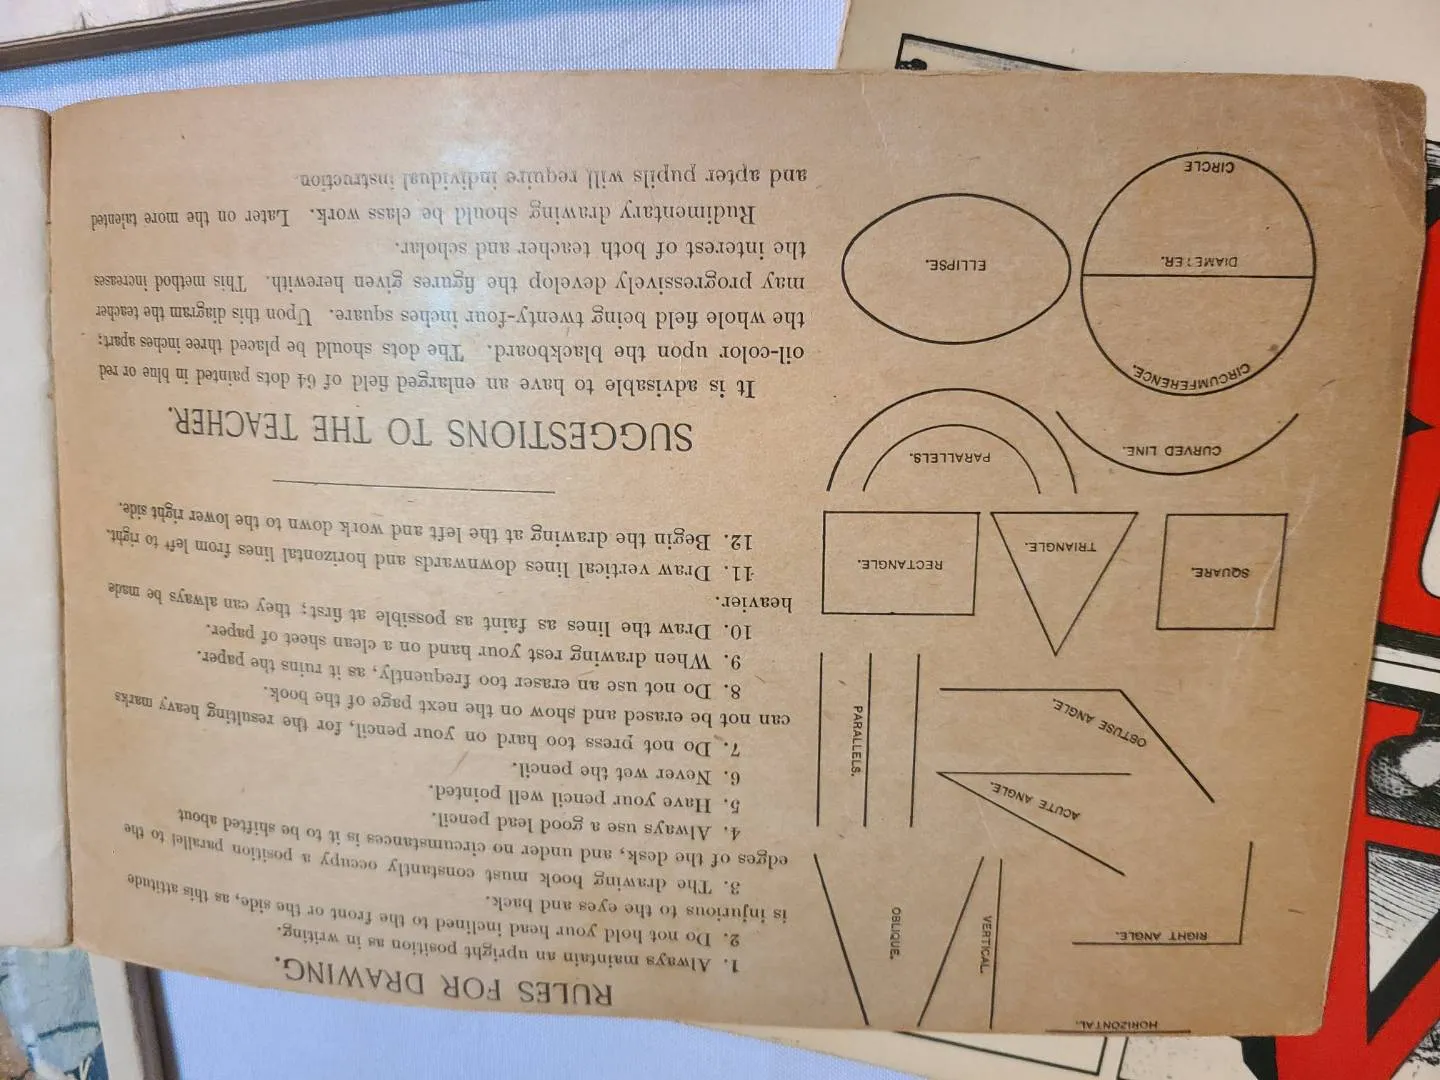 RULES FOR DRAWING.
1. Always maintain an upright position as in writing.
2. Do not hold your head inclined to the front or the side, as this attitude
is injurious to the eyes and back.
3. The drawing book must constantly occupy a position parallel to the
edges of the desk, and under no circumstances is it to be shifted about
4. Always use a good lead pencil.
5. Have your pencil well pointed.
6. Never wet the pencil.
7. Do not press too hard on your pencil, for the resulting heavy marks
can not be erased and show on the next page of the book.
8. Do not use an eraser too frequently, as it ruins the paper.
9. When drawing rest your hand on a clean sheet of paper.
10. Draw the lines as faint as possible at first; they can always be made
heavier.
11. Draw vertical lines downwards and horizontal lines from left to right.
12. Begin the drawing at the left and work down to the lower right side.
SUGGESTIONS TO THE TEACHER.
It is advisable to have an enlarged field of 64 dots painted in blue or red
oil-color upon the blackboard. The dots should be placed three inches apart;
the whole field being twenty-four inches square. Upon this diagram the teacher
may progressively develop the figures given herewith. This method increases
the interest of both teacher and scholar.
Rudimentary drawing should be class work. Later on the more talented
and apter pupils will require individual instruction.
HORIZONTAL.
VERTICAL.
OBLIQUE.
RIGHT ANGLE.
ACUTE ANGLE.
PARALLELS.
OBTUSE ANGLE.
SQUARE.
TRIANGLE.
RECTANGLE.
CURVED LINE.
PARALLELS.
CIRCUMFERENCE.
DIAMETER.
CIRCLE
ELLIPSE.